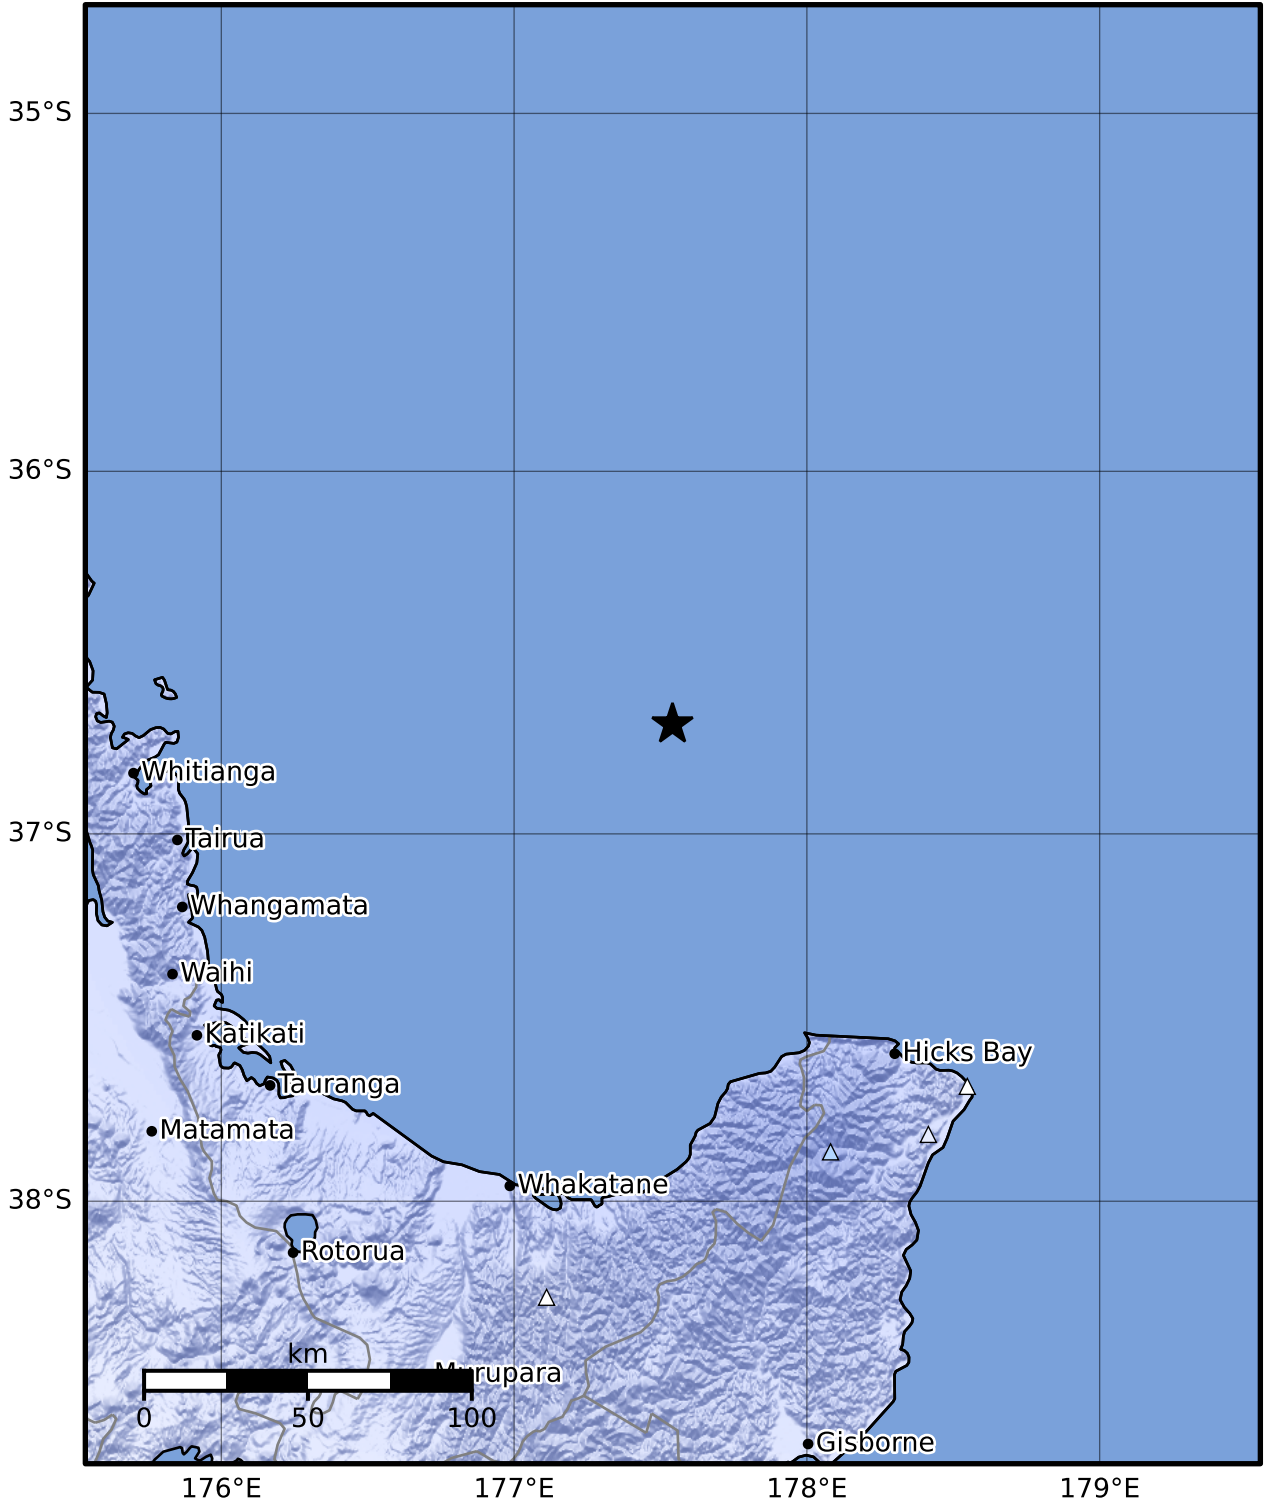 35°S
36°S
Whitianga
37°S
Tairua
Whangamata
Waihi
Katikati
Hicks Bay
Tauranga
Matamata
Whakatane
38°S
Rotorua
km
Murupara
0 50 100
Gisborne
176°E 177°E 178°E 179°E